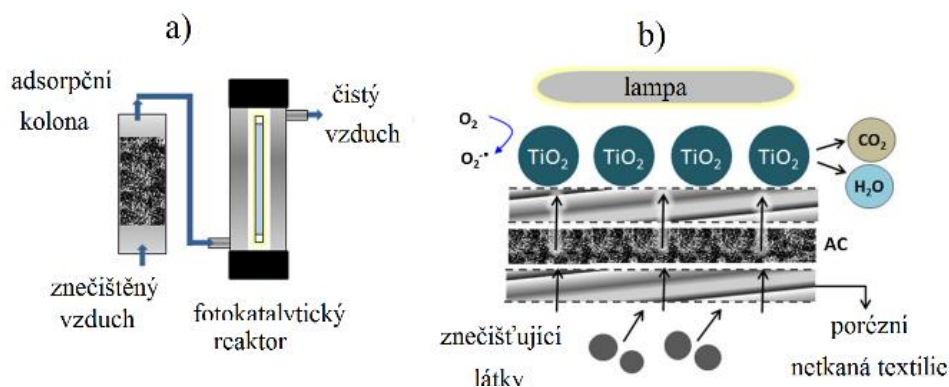 a)
adsorpční
kolona
čistý
vzduch
znečištěný
vzduch
fotokatalytický
reaktor
b)
lampa
O₂
O₂⁻•
TiO₂
TiO₂
TiO₂
TiO₂
CO₂
H₂O
AC
znečišťující
látky
porézní
netkaná textilie